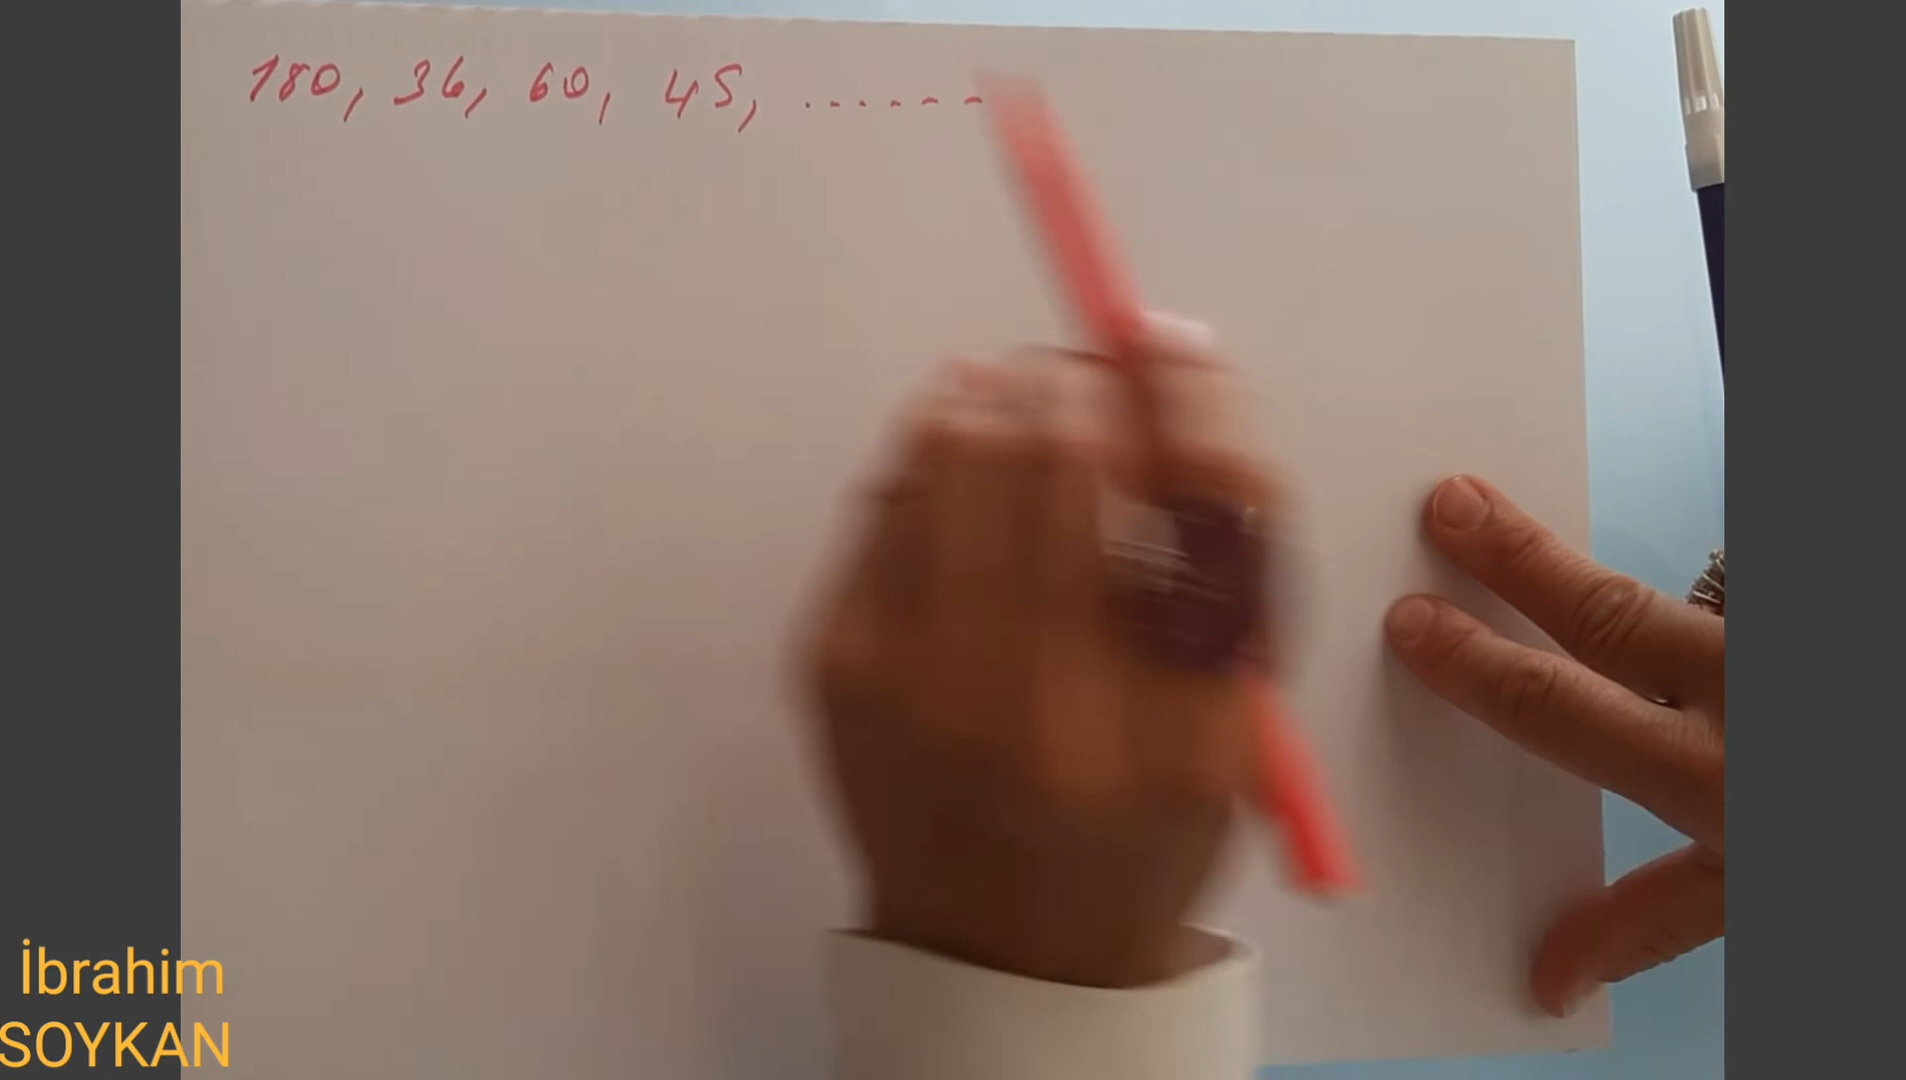 180, 36, 60, 45, .......
İbrahim
SOYKAN